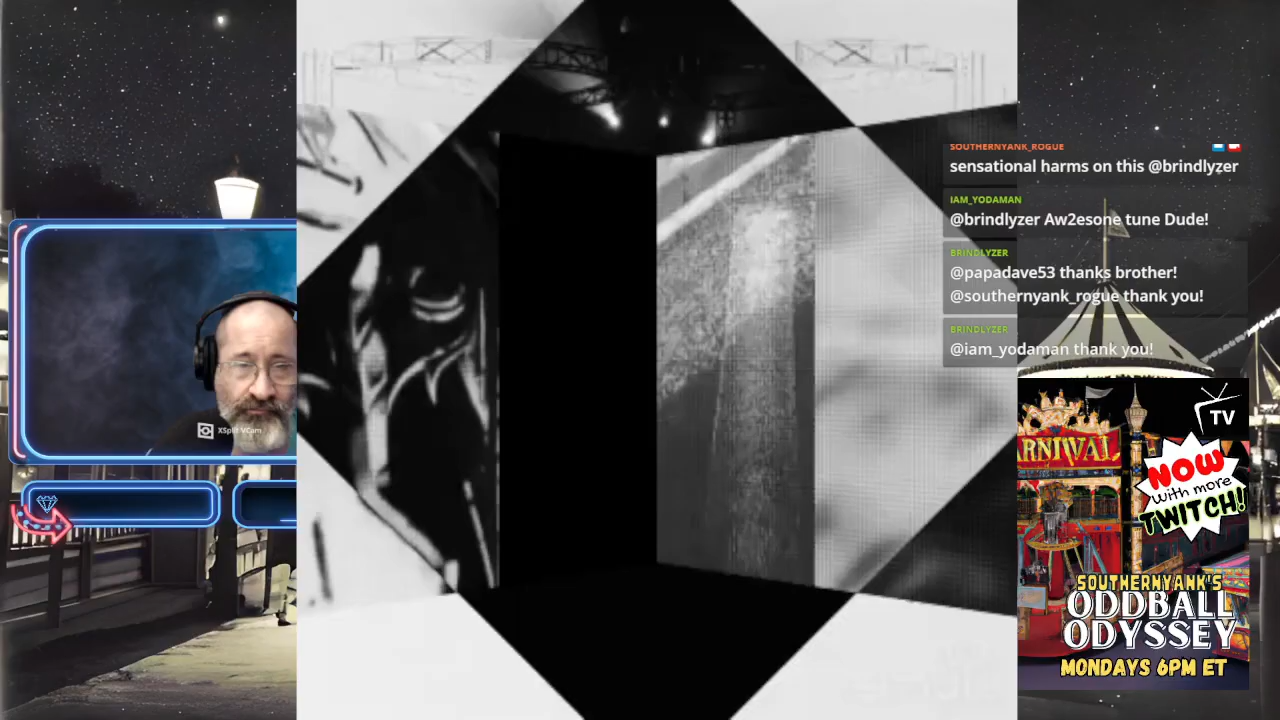 SOUTHERNYANK_ROGUE
sensational harms on this @brindlyzer
IAM_YODAMAN
@brindlyzer Aw2esone tune Dude!
BRINDLYZER
@papadave53 thanks brother!
@southernyank_rogue thank you!
BRINDLYZER
@iam_yodaman thank you!
XSplit VCam
TV
ARNIVAL
NOW
with more
TWITCH!
SOUTHERNYANK'S
ODDBALL
ODYSSEY
MONDAYS 6PM ET